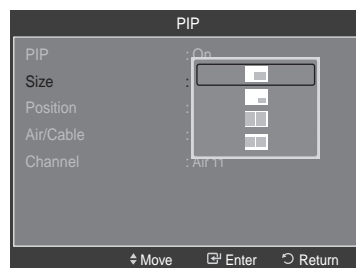 PIP
PIP : On
Size :
Position :
Air/Cable :
Channel : Air 11
Move Enter Return